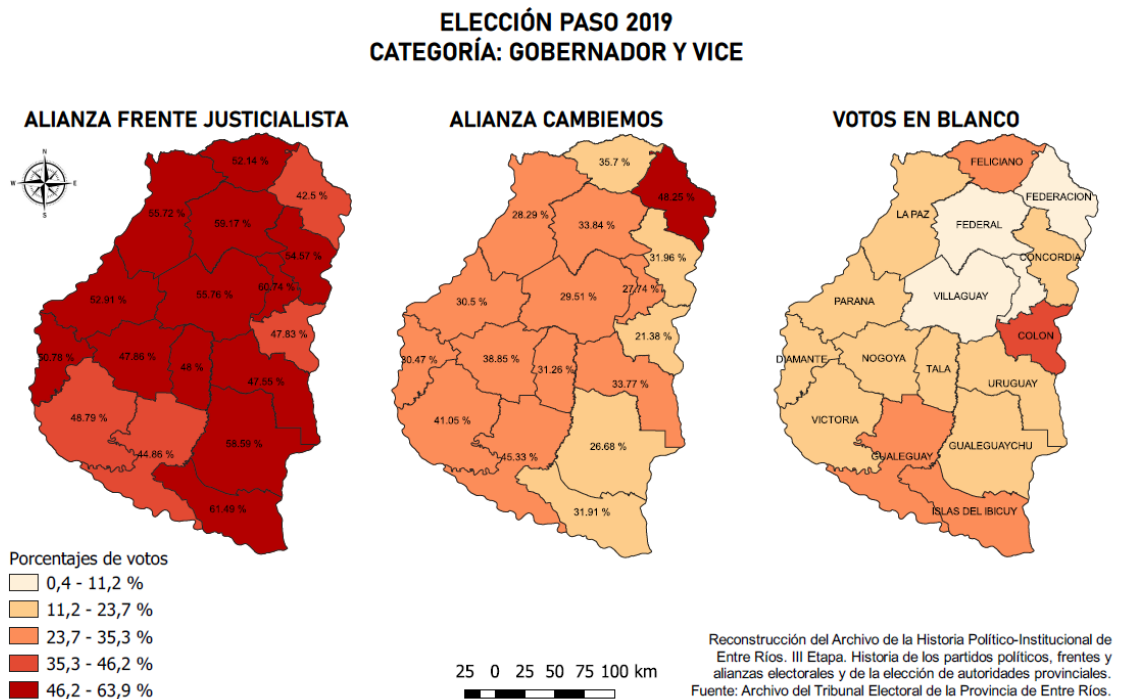 ELECCIÓN PASO 2019
CATEGORÍA: GOBERNADOR Y VICE
ALIANZA FRENTE JUSTICIALISTA
N
W
E
S
52.14 %
42.5 %
55.72 %
59.17 %
54.57 %
60.74 %
52.91 %
55.76 %
47.83 %
50.78 %
47.86 %
48 %
47.55 %
48.79 %
44.86 %
58.59 %
61.49 %
ALIANZA CAMBIEMOS
35.7 %
48.25 %
28.29 %
33.84 %
31.96 %
27.74 %
30.5 %
29.51 %
21.38 %
30.47 %
38.85 %
31.26 %
33.77 %
41.05 %
45.33 %
26.68 %
31.91 %
VOTOS EN BLANCO
FELICIANO
FEDERACION
LA PAZ
FEDERAL
CONCORDIA
PARANA
VILLAGUAY
COLON
DIAMANTE
NOGOYA
TALA
URUGUAY
VICTORIA
GUALEGUAY
GUALEGUAYCHU
ISLAS DEL IBICUY
Porcentajes de votos
0,4 - 11,2 %
11,2 - 23,7 %
23,7 - 35,3 %
35,3 - 46,2 %
46,2 - 63,9 %
25 0 25 50 75 100 km
Reconstrucción del Archivo de la Historia Político-Institucional de
Entre Ríos. III Etapa. Historia de los partidos políticos, frentes y
alianzas electorales y de la elección de autoridades provinciales.
Fuente: Archivo del Tribunal Electoral de la Provincia de Entre Ríos.